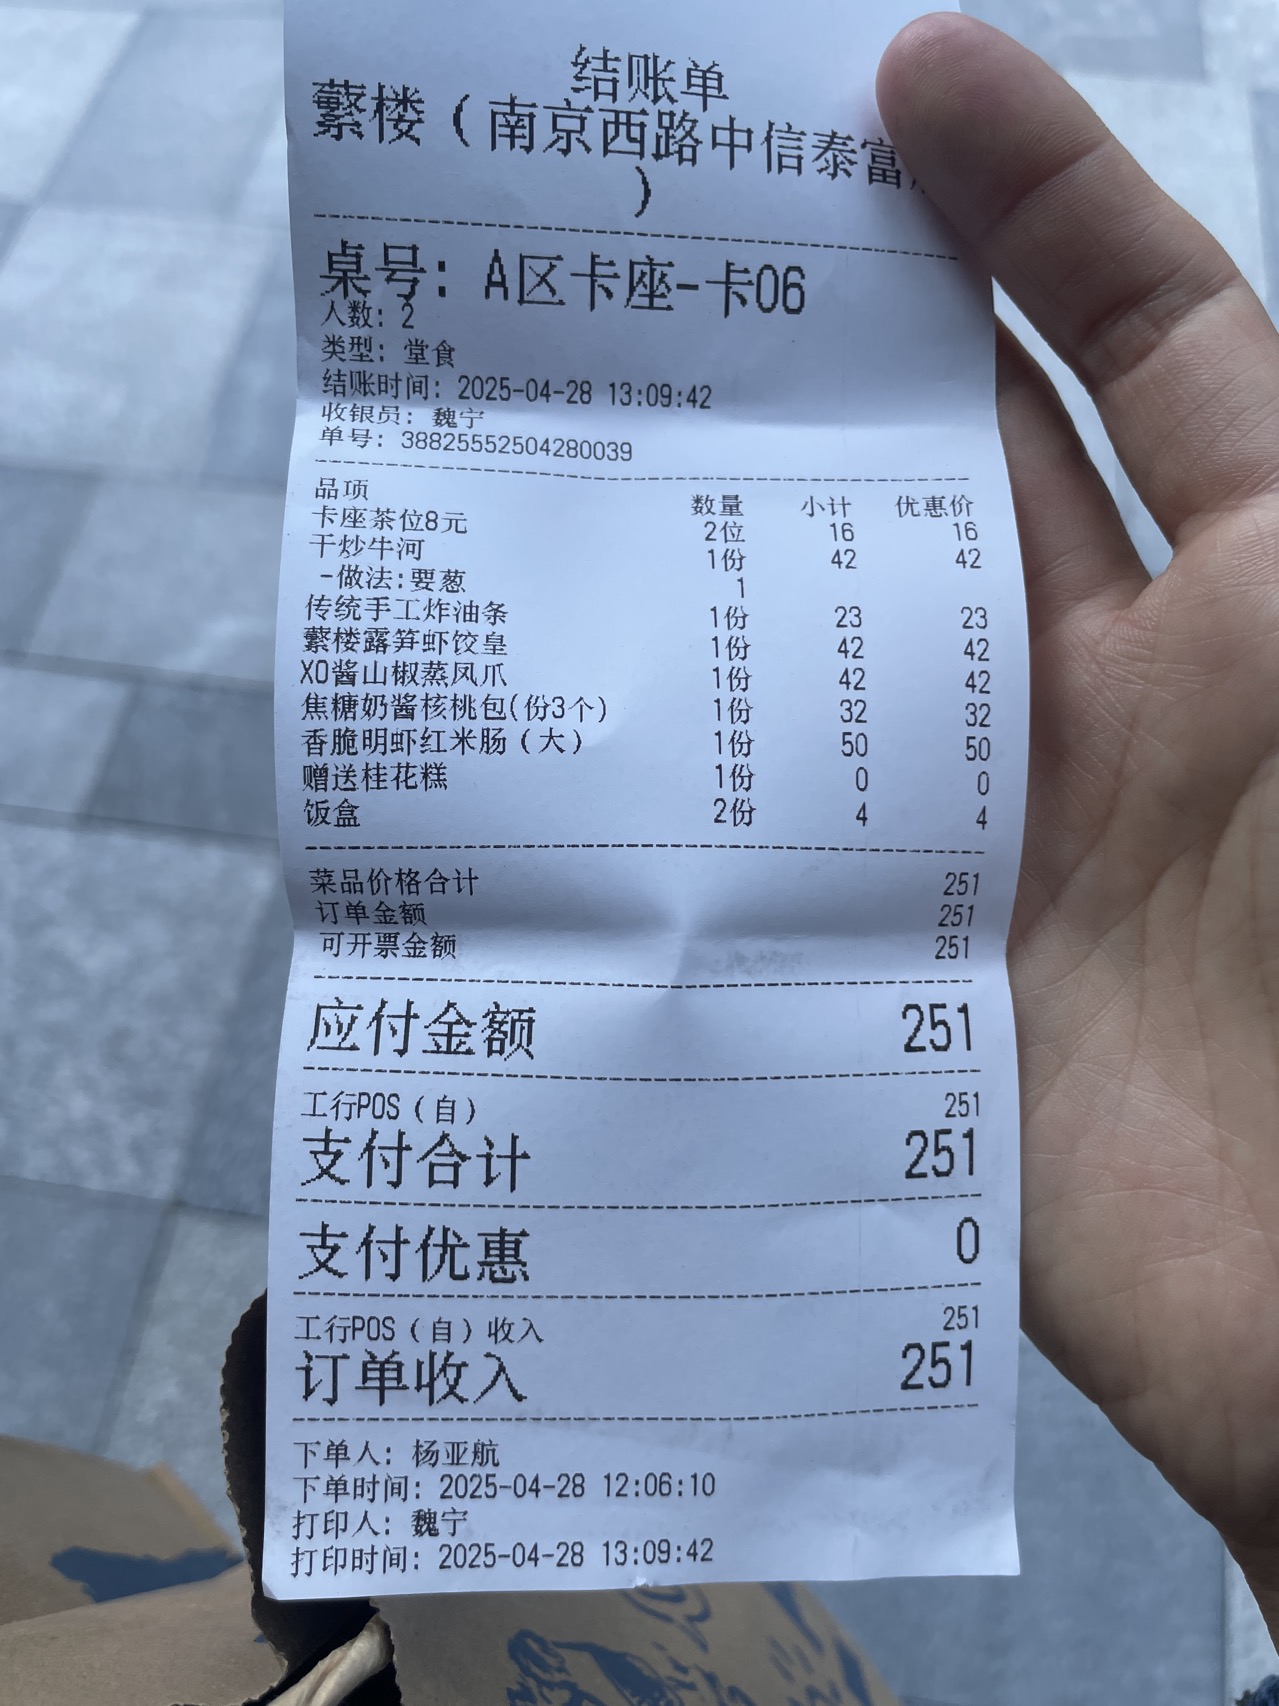 结账单
蘩楼（南京西路中信泰富
）
桌号：A区卡座-卡06
人数：2
类型：堂食
结账时间：2025-04-28 13:09:42
收银员：魏宁
单号：38825552504280039
品项 数量 小计 优惠价
卡座茶位8元 2位 16 16
干炒牛河 1份 42 42
-做法:要葱 1
传统手工炸油条 1份 23 23
蘩楼露笋虾饺皇 1份 42 42
XO酱山椒蒸凤爪 1份 42 42
焦糖奶酱核桃包(份3个) 1份 32 32
香脆明虾红米肠（大） 1份 50 50
赠送桂花糕 1份 0 0
饭盒 2份 4 4
菜品价格合计 251
订单金额 251
可开票金额 251
应付金额 251
工行POS（自） 251
支付合计 251
支付优惠 0
工行POS（自）收入 251
订单收入 251
下单人：杨亚航
下单时间：2025-04-28 12:06:10
打印人：魏宁
打印时间：2025-04-28 13:09:42